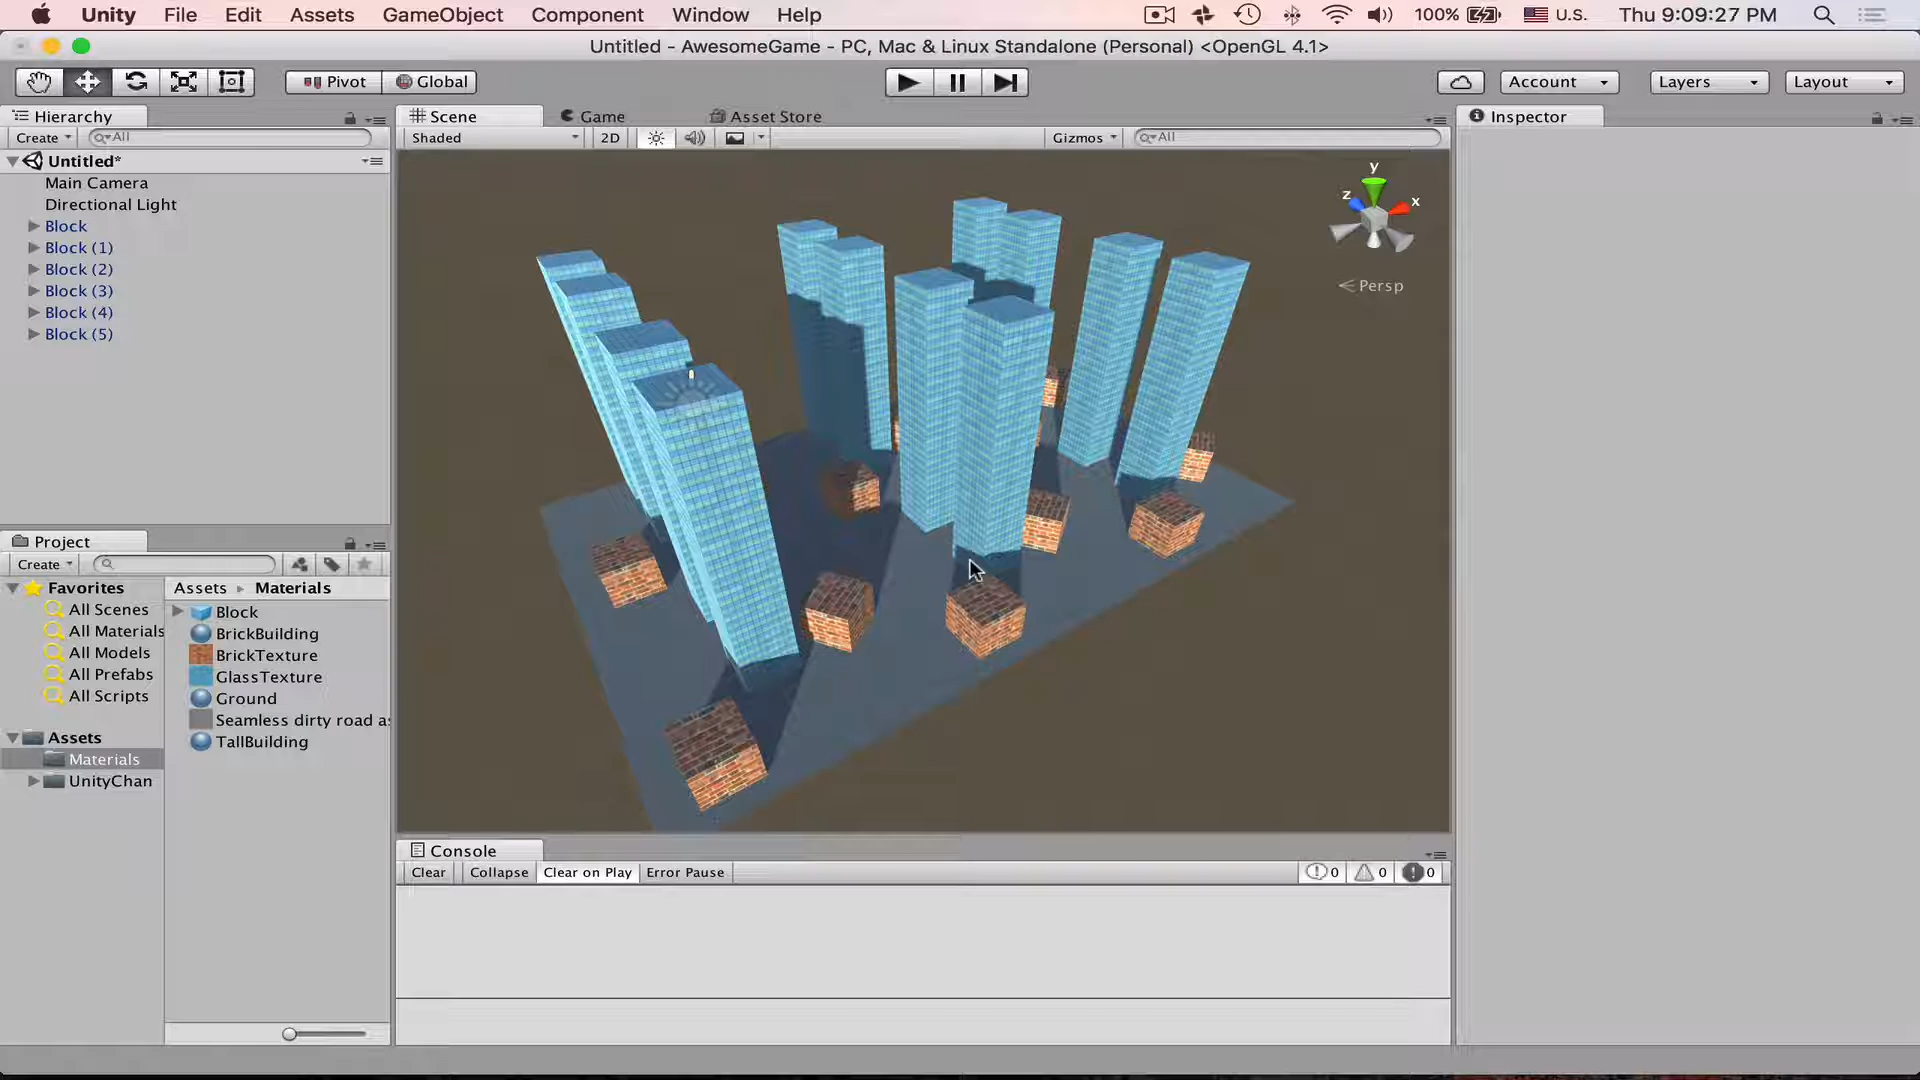 Unity File Edit Assets GameObject Component Window Help 100% U.S. Thu 9:09:27 PM
Untitled - AwesomeGame - PC, Mac & Linux Standalone (Personal) <OpenGL 4.1>
Pivot Global Account Layers Layout
Hierarchy
Create All
Untitled*
Main Camera
Directional Light
Block
Block (1)
Block (2)
Block (3)
Block (4)
Block (5)
Scene Game Asset Store
Shaded 2D Gizmos All
y
z
x
Persp
Inspector
Project
Create
Favorites
All Scenes
All Materials
All Models
All Prefabs
All Scripts
Assets
Materials
UnityChan
Assets Materials
Block
BrickBuilding
BrickTexture
GlassTexture
Ground
Seamless dirty road as
TallBuilding
Console
Clear Collapse Clear on Play Error Pause 0 0 0